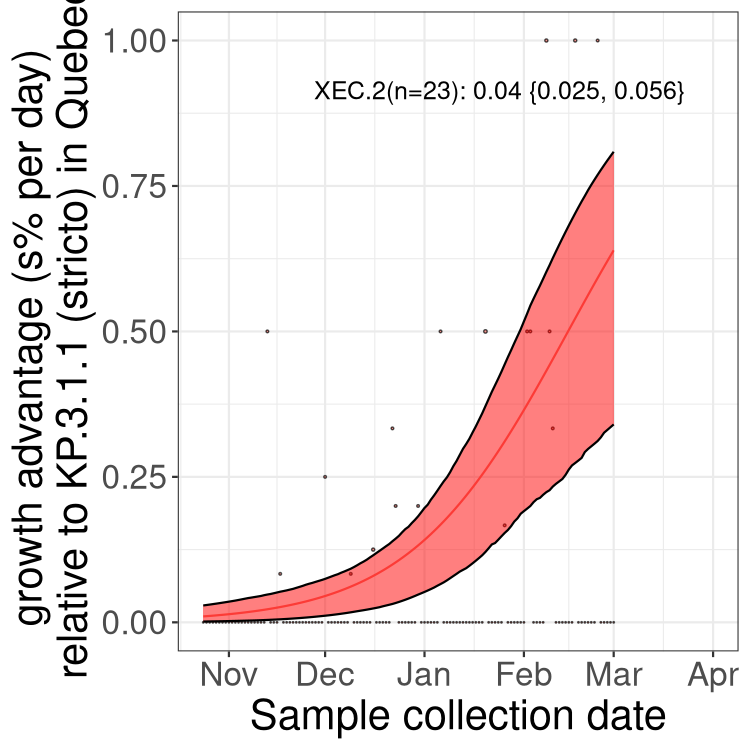 growth advantage (s% per day)
relative to KP.3.1.1 (stricto) in Quebec
1.00
0.75
0.50
0.25
0.00
XEC.2(n=23): 0.04 {0.025, 0.056}
Nov Dec Jan Feb Mar Apr
Sample collection date